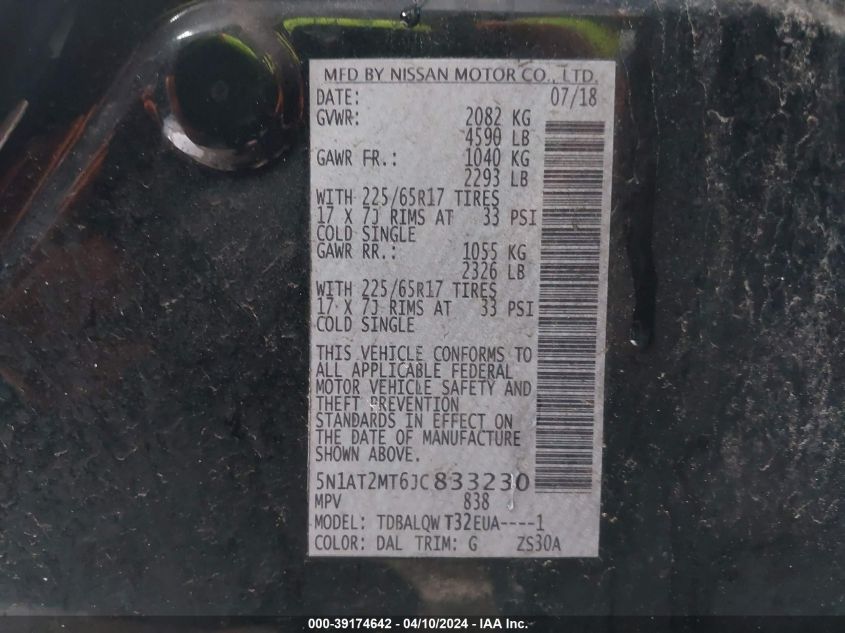 MFD BY NISSAN MOTOR CO., LTD.
DATE: 07/18
GVWR: 2082 KG
4590 LB
GAWR FR.: 1040 KG
2293 LB
WITH 225/65R17 TIRES
17 X 7J RIMS AT 33 PSI
COLD SINGLE
GAWR RR.: 1055 KG
2326 LB
WITH 225/65R17 TIRES
17 X 7J RIMS AT 33 PSI
COLD SINGLE
THIS VEHICLE CONFORMS TO
ALL APPLICABLE FEDERAL
MOTOR VEHICLE SAFETY AND
THEFT PREVENTION
STANDARDS IN EFFECT ON
THE DATE OF MANUFACTURE
SHOWN ABOVE.
5N1AT2MT6JC833230
MPV 838
MODEL: TDBALQW T32EUA----1
COLOR: DAL TRIM: G ZS30A
000-39174642 - 04/10/2024 - IAA Inc.